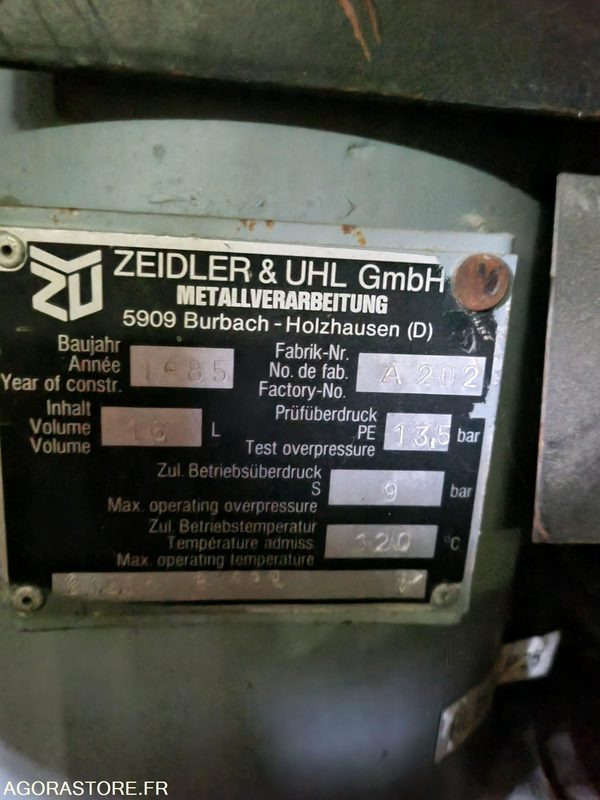 ZEIDLER & UHL GmbH
METALLVERARBEITUNG
5909 Burbach - Holzhausen (D)
Baujahr
Année
Year of constr.
1985
Fabrik-Nr.
No. de fab.
Factory-No.
A 202
Inhalt
Volume
Volume
16 L
Prüfüberdruck
PE
Test overpressure
13,5 bar
Zul. Betriebsüberdruck
S
Max. operating overpressure
9 bar
Zul. Betriebstemperatur
Température admiss.
Max. operating temperature
120 °C
AGORASTORE.FR